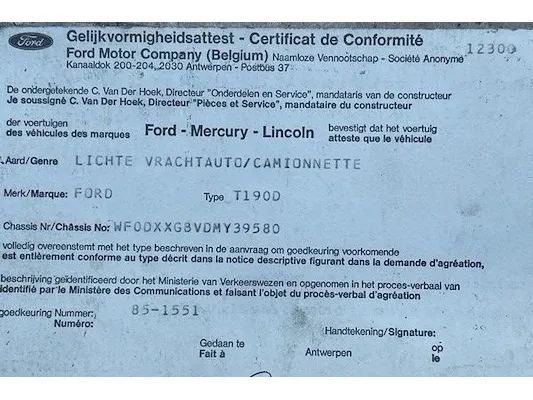 Ford
Gelijkvormigheidsattest - Certificat de Conformité
Ford Motor Company (Belgium) Naamloze Vennootschap - Société Anonyme
12300
Kanaaldok 200-204, 2030 Antwerpen - Postbus 37
De ondergetekende C. Van Der Hoek, Directeur "Onderdelen en Service", mandataris van de constructeur
Je soussigné C. Van Der Hoek, Directeur "Pièces et Service", mandataire du constructeur
der voertuigen
des véhicules des marques
Ford - Mercury - Lincoln
bevestigt dat het voertuig
atteste que le véhicule
Aard/Genre LICHTE VRACHTAUTO/CAMIONNETTE
Merk/Marque: FORD Type T190D
Chassis Nr/Châssis No: WF0DXXGBVDMY39580
volledig overeenstemt met het type beschreven in de aanvraag om goedkeuring voorkomende
est entièrement conforme au type décrit dans la notice descriptive figurant dans la demande d'agréation,
beschrijving geïdentificeerd door het Ministerie van Verkeerswezen en opgenomen in het proces-verbaal van
identifié par le Ministère des Communications et faisant l'objet du procès-verbal d'agréation
goedkeuring Nummer: 85-1551
Numéro:
Handtekening/Signature:
Gedaan te
Fait à
Antwerpen
op
le